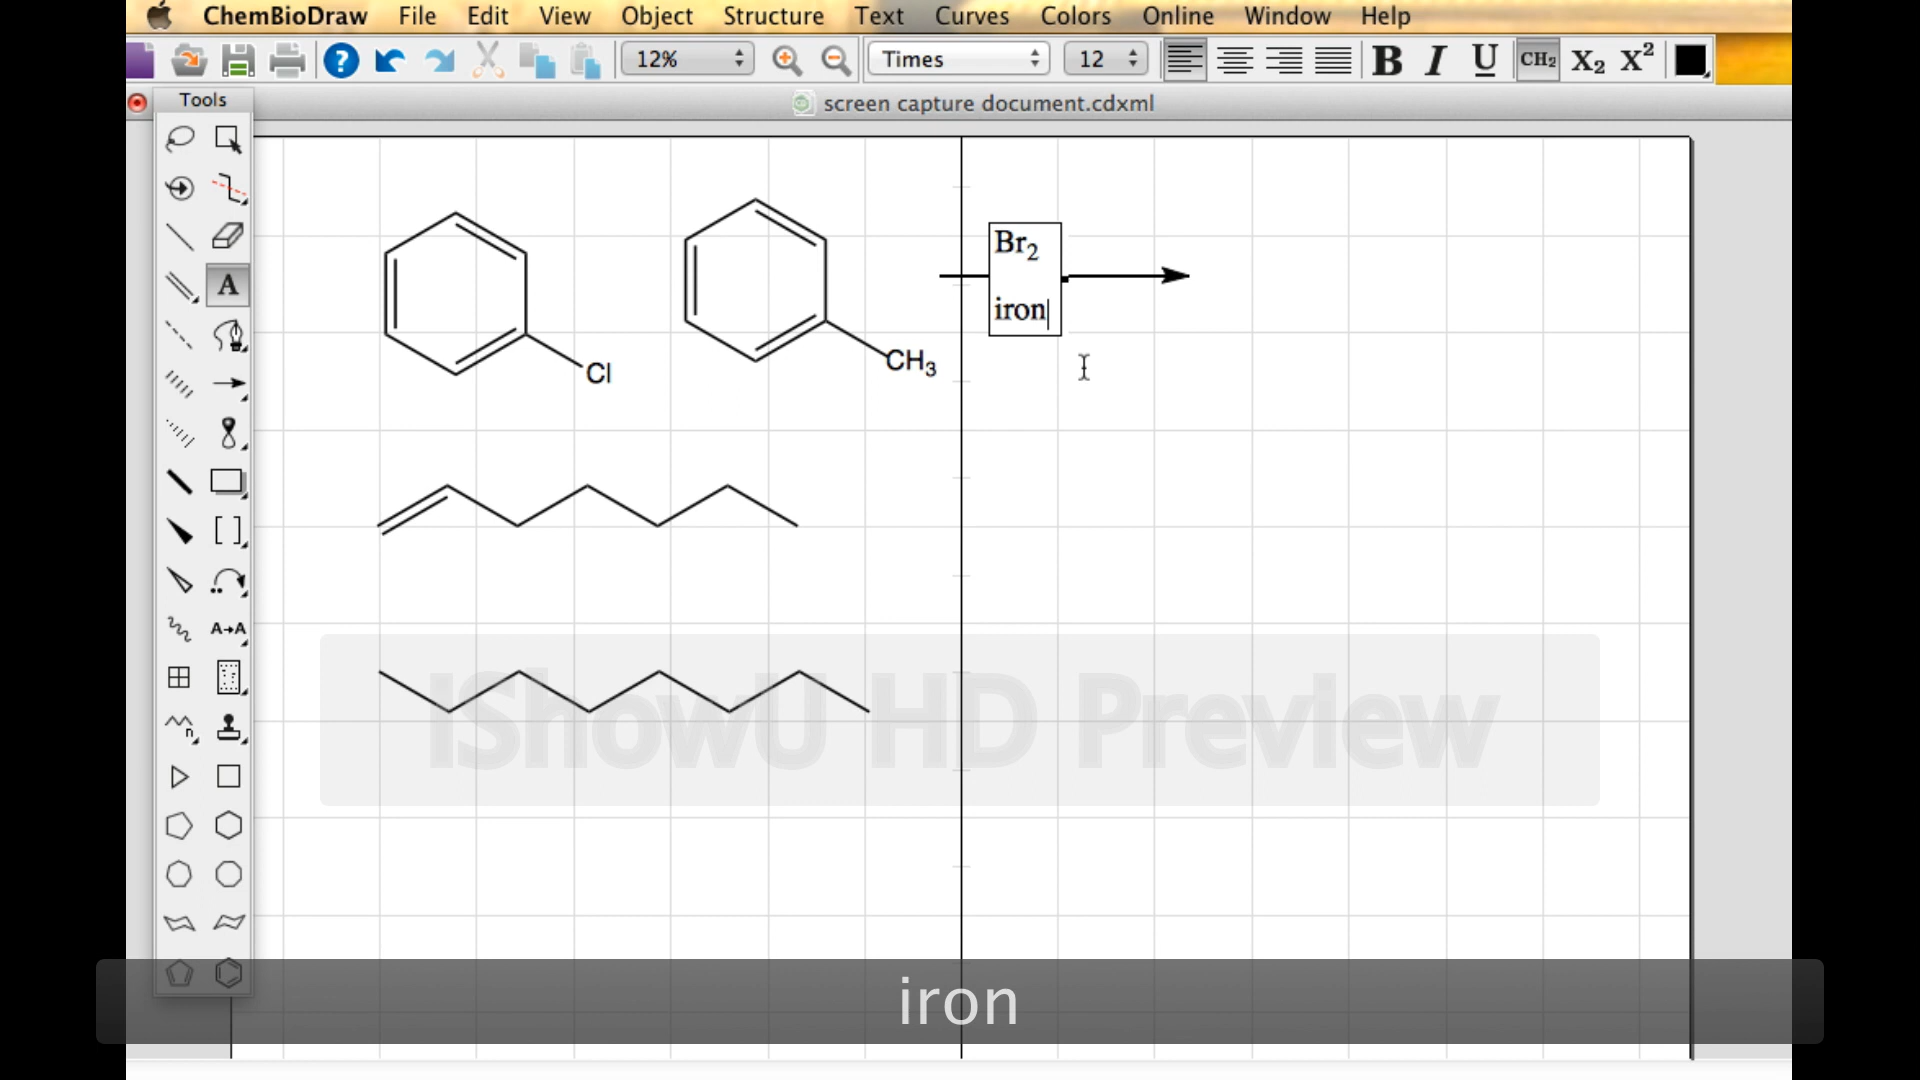 ChemBioDraw File Edit View Object Structure Text Curves Colors Online Window Help
12% Times 12 B I U CH2 X2 X2
Tools
screen capture document.cdxml
A
A→A
n
Br2
iron
Cl
CH3
iShowU HD Preview
iron